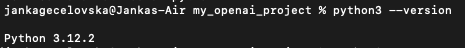 jankagecelovska@Jankas-Air my_openai_project % python3 --version
Python 3.12.2